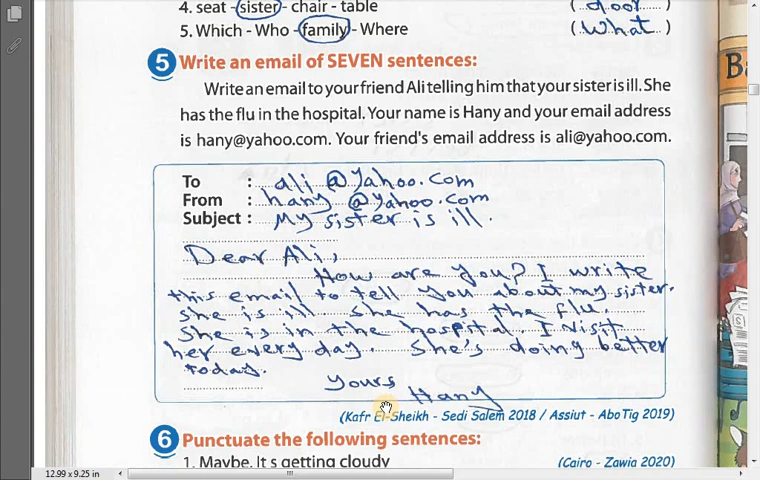 4. seat - sister - chair - table (door)
5. Which - Who - family - Where (What)
5 Write an email of SEVEN sentences:
Write an email to your friend Ali telling him that your sister is ill. She
has the flu in the hospital. Your name is Hany and your email address
is hany@yahoo.com. Your friend's email address is ali@yahoo.com.
To : ali @yahoo.com
From : hany @yahoo.com
Subject : My sister is ill.
Dear Ali,
How are you? I write
this email to tell you about my sister.
She is ill. She has the flu.
She is in the hospital. I visit
her every day. She's doing better
today.
Yours
Hany
(Kafr El-Sheikh - Sedi Salem 2018 / Assiut - Abo Tig 2019)
6 Punctuate the following sentences:
1. Maybe. It s getting cloudy (Cairo - Zawia 2020)
12.99 x 9.25 in